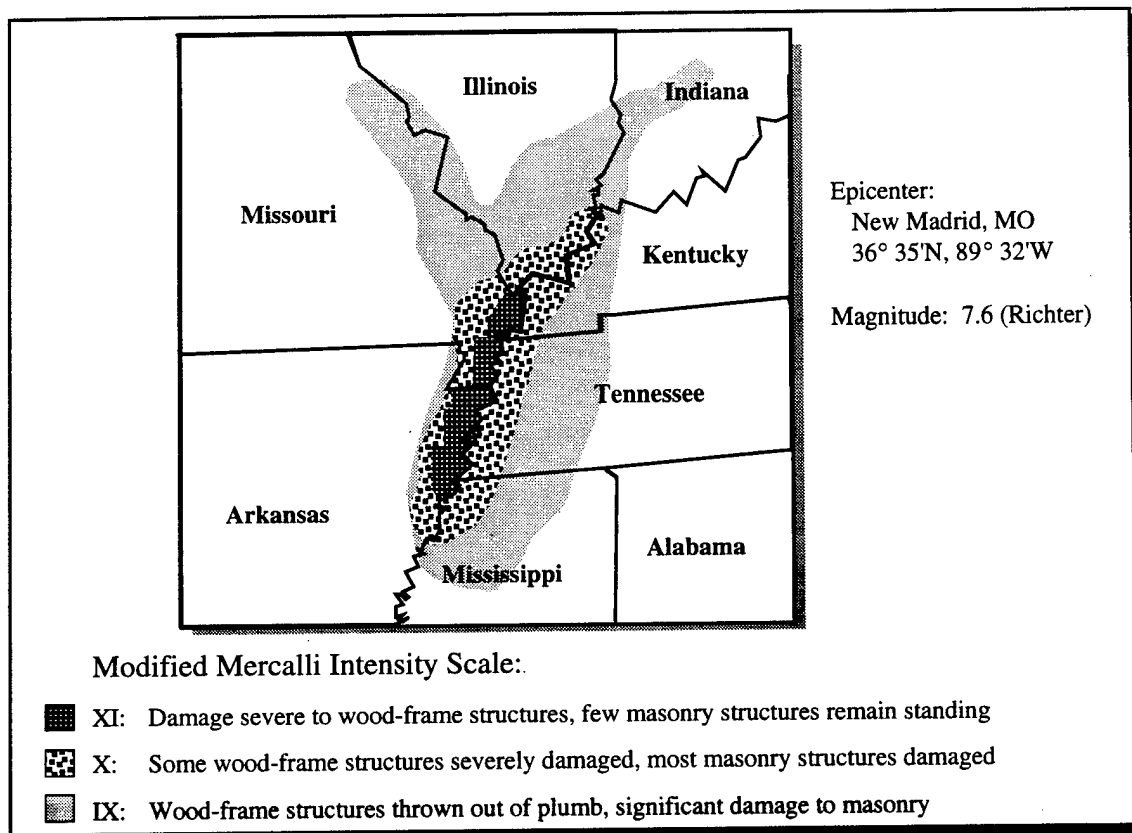 Illinois
Indiana
Missouri
Kentucky
Tennessee
Arkansas
Alabama
Mississippi
Epicenter:
New Madrid, MO
36° 35'N, 89° 32'W
Magnitude: 7.6 (Richter)
Modified Mercalli Intensity Scale:
XI: Damage severe to wood-frame structures, few masonry structures remain standing
X: Some wood-frame structures severely damaged, most masonry structures damaged
IX: Wood-frame structures thrown out of plumb, significant damage to masonry